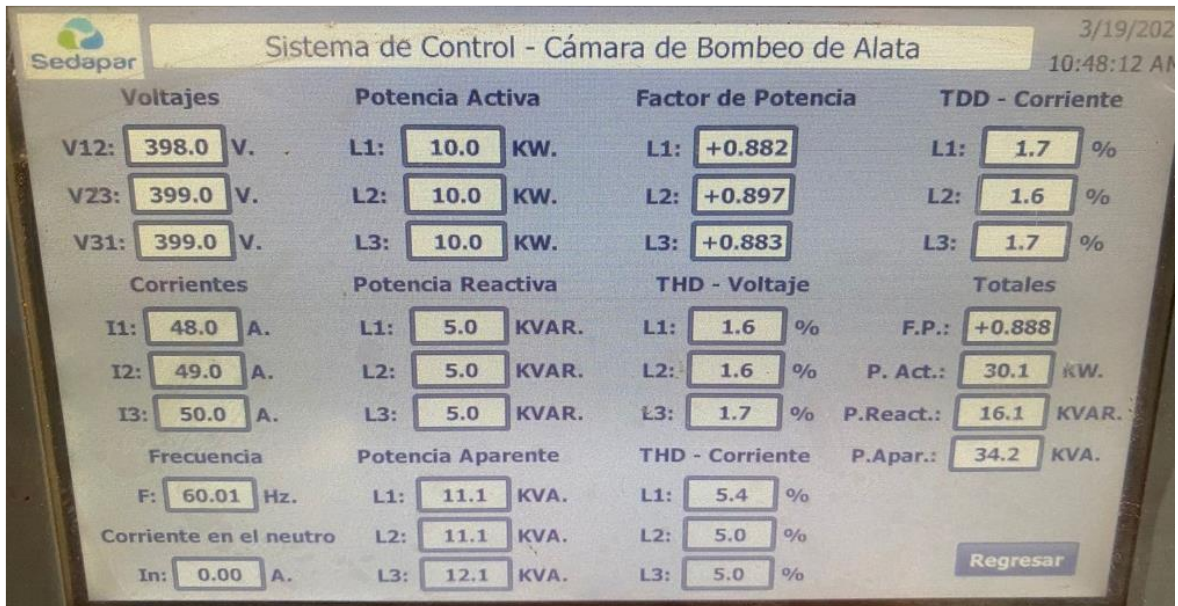 Sedapar
Sistema de Control - Cámara de Bombeo de Alata
3/19/202
10:48:12 AM
Voltajes
V12: 398.0 V.
V23: 399.0 V.
V31: 399.0 V.
Potencia Activa
L1: 10.0 KW.
L2: 10.0 KW.
L3: 10.0 KW.
Factor de Potencia
L1: +0.882
L2: +0.897
L3: +0.883
TDD - Corriente
L1: 1.7 %
L2: 1.6 %
L3: 1.7 %
Corrientes
I1: 48.0 A.
I2: 49.0 A.
I3: 50.0 A.
Potencia Reactiva
L1: 5.0 KVAR.
L2: 5.0 KVAR.
L3: 5.0 KVAR.
THD - Voltaje
L1: 1.6 %
L2: 1.6 %
L3: 1.7 %
Totales
F.P.: +0.888
P. Act.: 30.1 KW.
P.React.: 16.1 KVAR.
P.Apar.: 34.2 KVA.
Frecuencia
F: 60.01 Hz.
Corriente en el neutro
In: 0.00 A.
Potencia Aparente
L1: 11.1 KVA.
L2: 11.1 KVA.
L3: 12.1 KVA.
THD - Corriente
L1: 5.4 %
L2: 5.0 %
L3: 5.0 %
Regresar